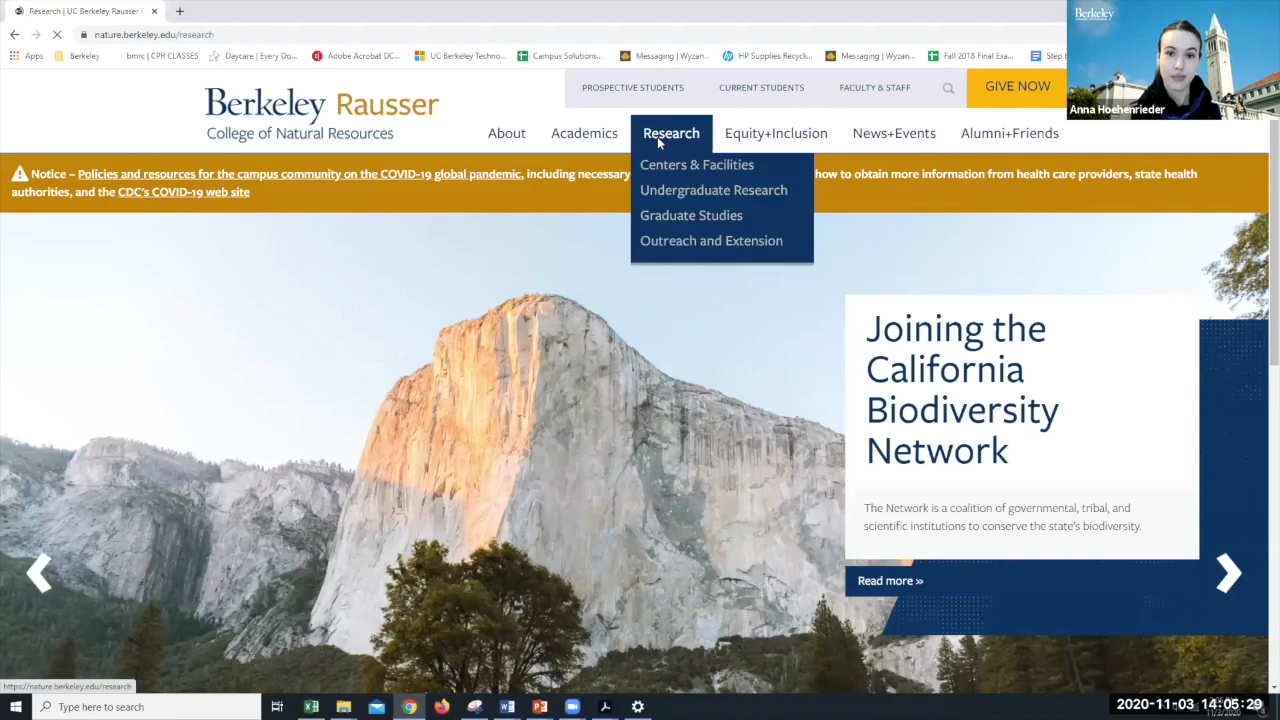 Research | UC Berkeley Rausser
nature.berkeley.edu/research
Apps
Berkeley
bmrc | CPR CLASSES
Daycare | Every Do...
Adobe Acrobat DC...
UC Berkeley Techno...
Campus Solutions...
Messaging | Wyzan...
HP Supplies Recycli...
Messaging | Wyzan...
Fall 2018 Final Exa...
Step b
Berkeley
Anna Hoehenrieder
PROSPECTIVE STUDENTS
CURRENT STUDENTS
FACULTY & STAFF
GIVE NOW
Berkeley Rausser
College of Natural Resources
About
Academics
Research
Equity+Inclusion
News+Events
Alumni+Friends
Centers & Facilities
Undergraduate Research
Graduate Studies
Outreach and Extension
Notice – Policies and resources for the campus community on the COVID-19 global pandemic, including necessary how to obtain more information from health care providers, state health
authorities, and the CDC's COVID-19 web site
Joining the
California
Biodiversity
Network
The Network is a coalition of governmental, tribal, and
scientific institutions to conserve the state's biodiversity.
Read more »
https://nature.berkeley.edu/research
Type here to search
2020-11-03 14:05:29